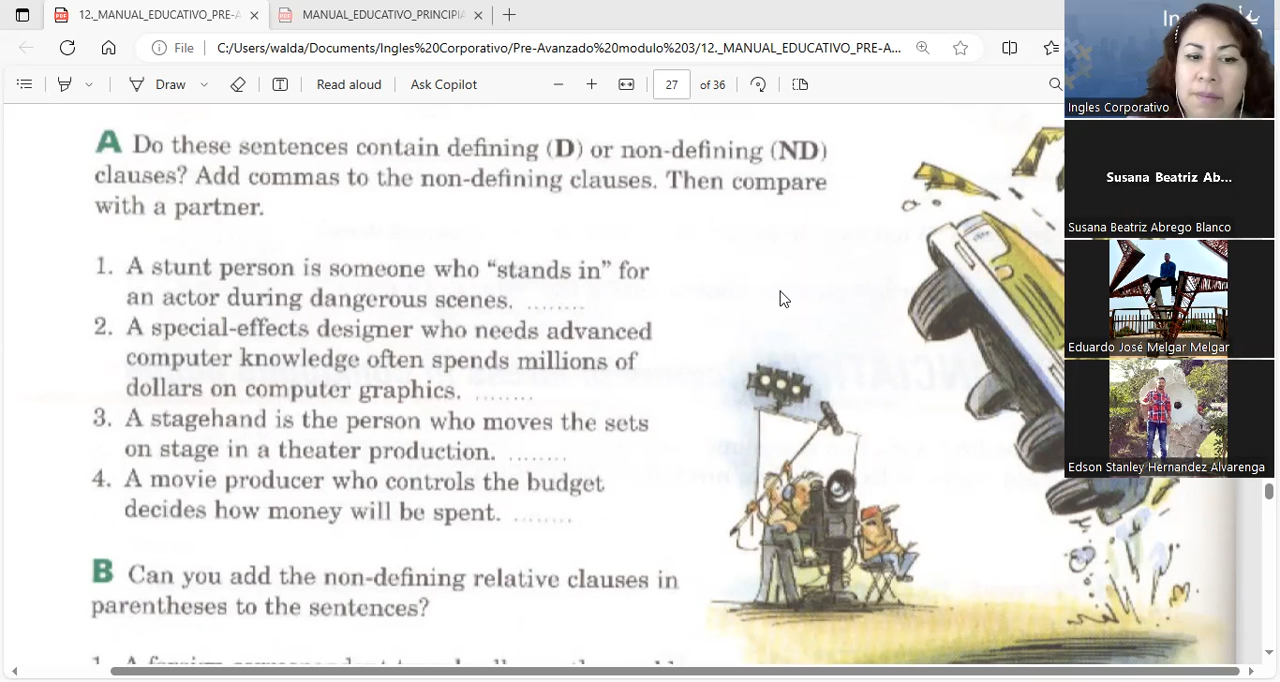 12._MANUAL_EDUCATIVO_PRE-A
MANUAL_EDUCATIVO_PRINCIPIA
File
C:/Users/walda/Documents/Ingles%20Corporativo/Pre-Avanzado%20modulo%203/12._MANUAL_EDUCATIVO_PRE-A...
Draw
Read aloud
Ask Copilot
27 of 36
A Do these sentences contain defining (D) or non-defining (ND)
clauses? Add commas to the non-defining clauses. Then compare
with a partner.
1. A stunt person is someone who “stands in” for
an actor during dangerous scenes. ........
2. A special-effects designer who needs advanced
computer knowledge often spends millions of
dollars on computer graphics. ........
3. A stagehand is the person who moves the sets
on stage in a theater production. ........
4. A movie producer who controls the budget
decides how money will be spent. ........
B Can you add the non-defining relative clauses in
parentheses to the sentences?
Ingles Corporativo
Susana Beatriz Ab...
Susana Beatriz Abrego Blanco
Eduardo José Melgar Melgar
Edson Stanley Hernandez Alvarenga